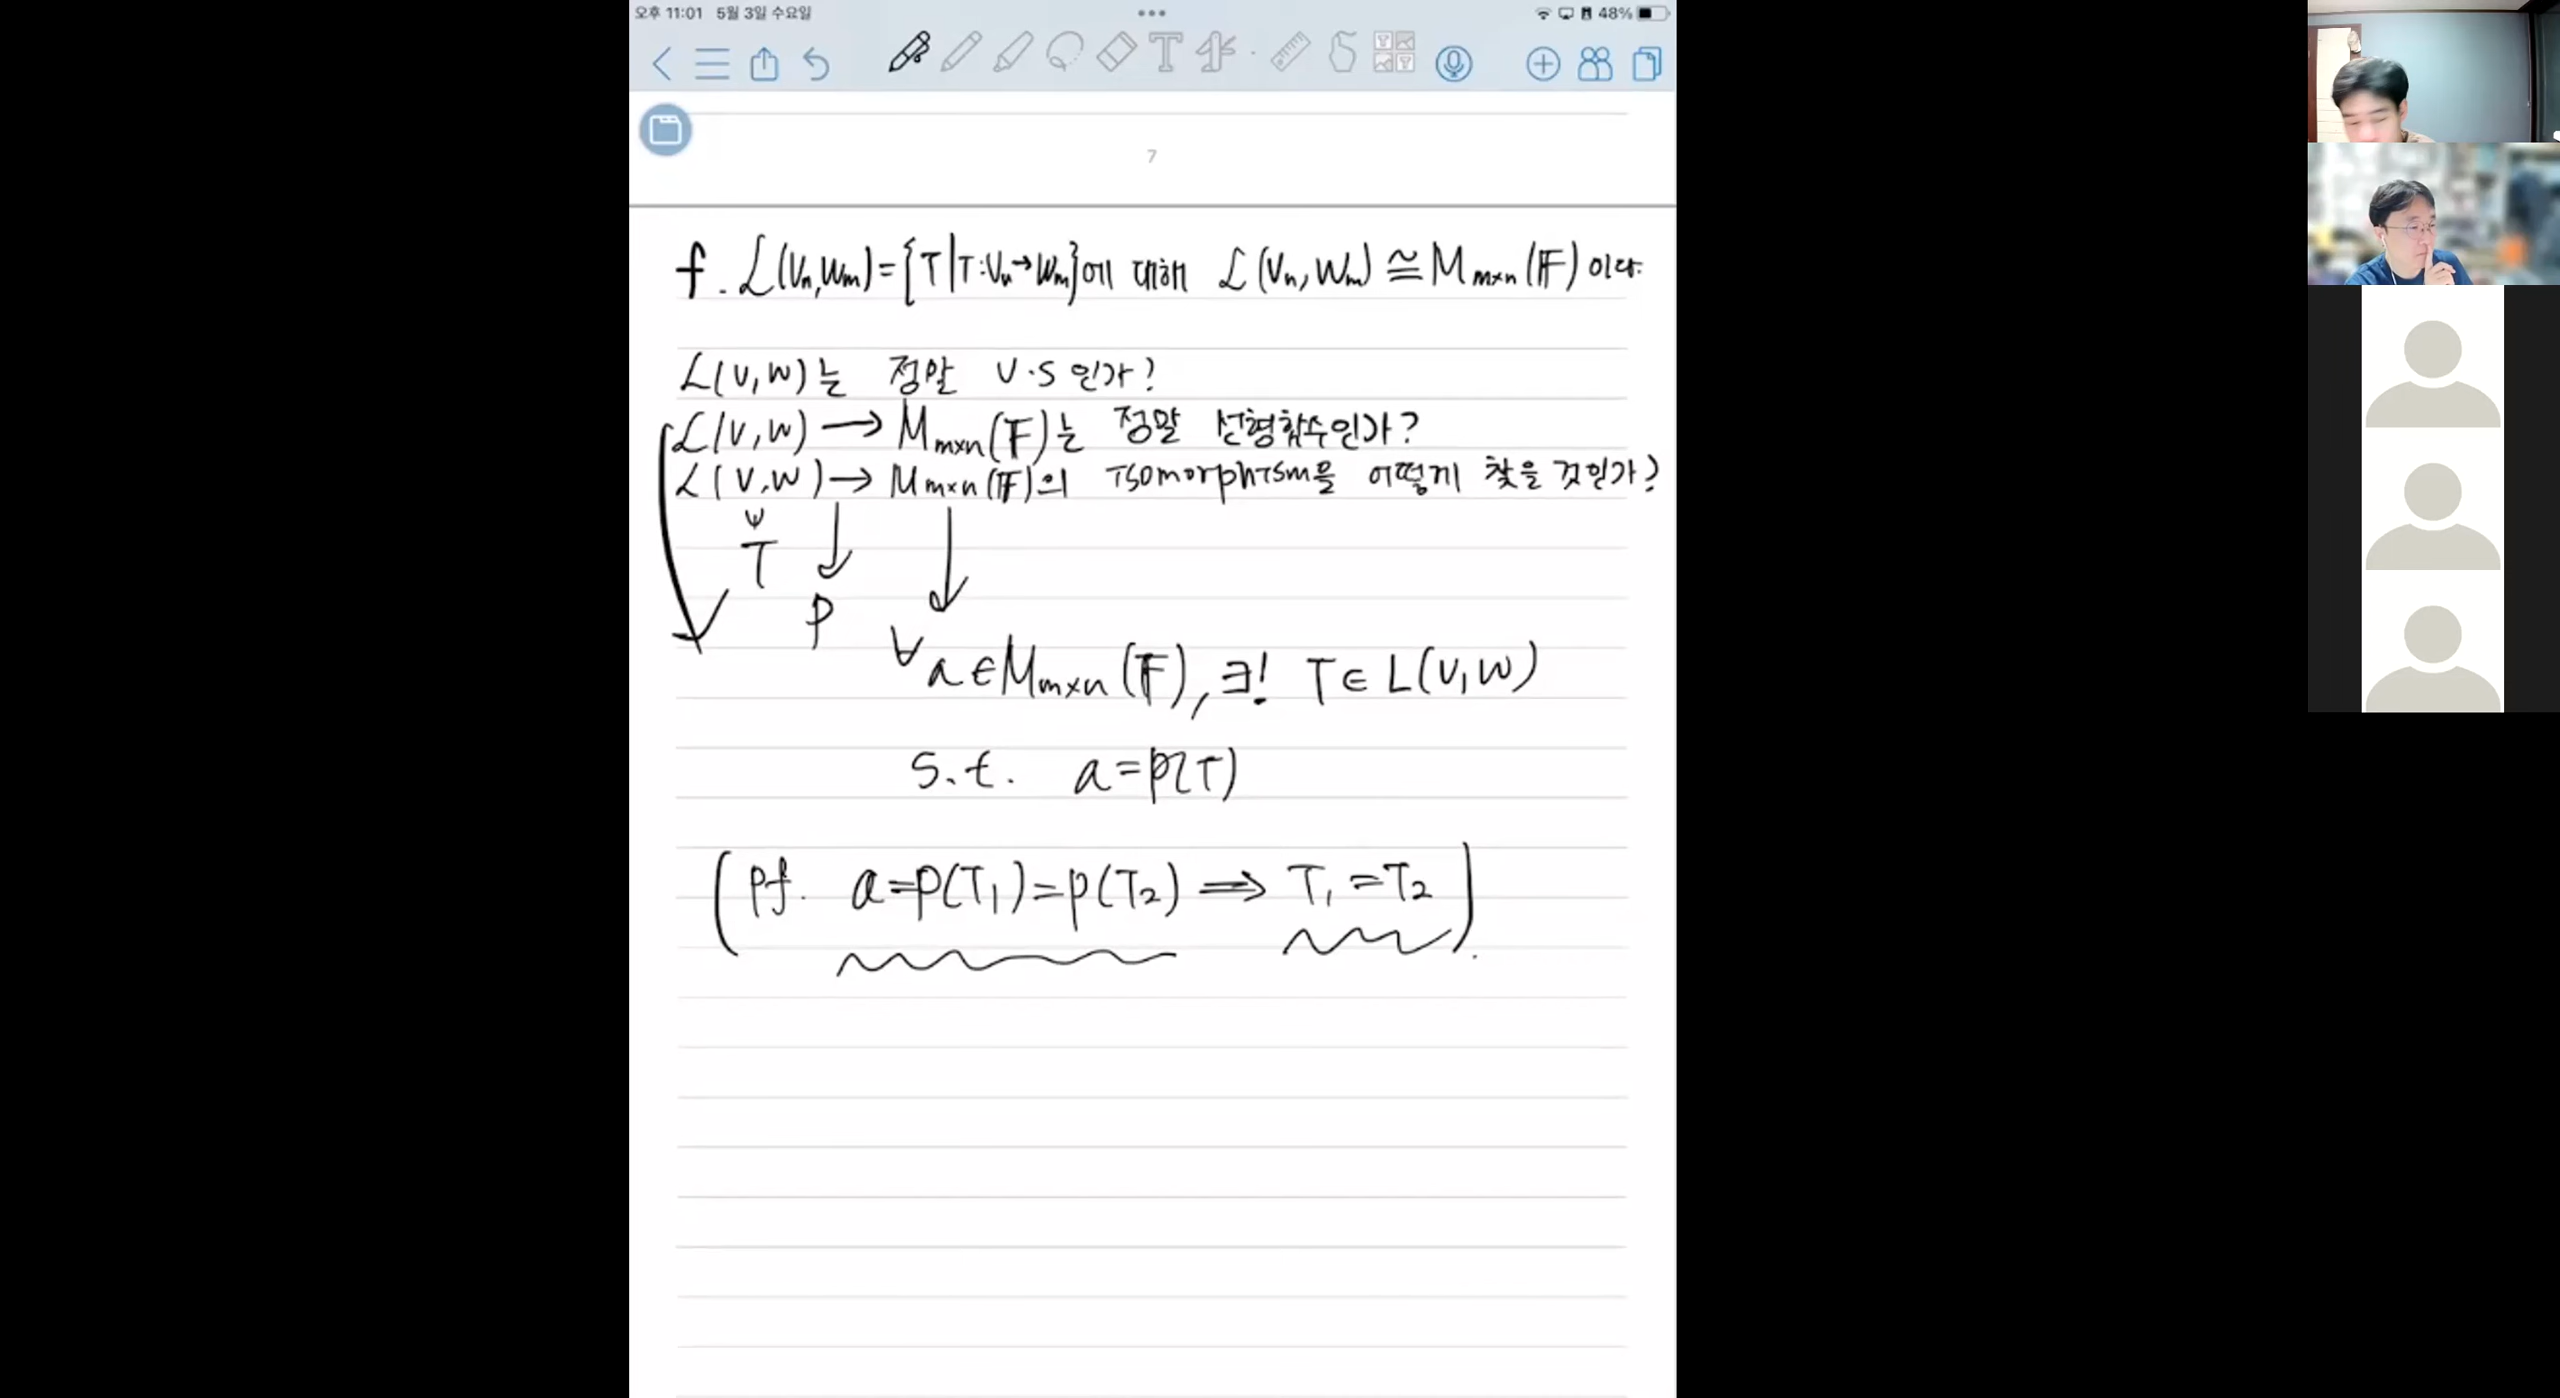 오후 11:01 5월 3일 수요일
48%
7
f. ℒ(Vn,Wm)={T|T:Vn→Wm}에 대해 ℒ(Vn,Wm)≅Mm×n(𝔽)이다.
ℒ(V,W)는 정말 V.S인가?
ℒ(V,W)→Mm×n(𝔽)는 정말 선형함수인가?
ℒ(V,W)→Mm×n(𝔽)의 Isomorphism을 어떻게 찾을 것인가?
T
P
∀a∈Mm×n(𝔽), ∃! T∈L(V,W)
s.t. a=P(T)
(pf. a=P(T1)=P(T2)⟹T1=T2).